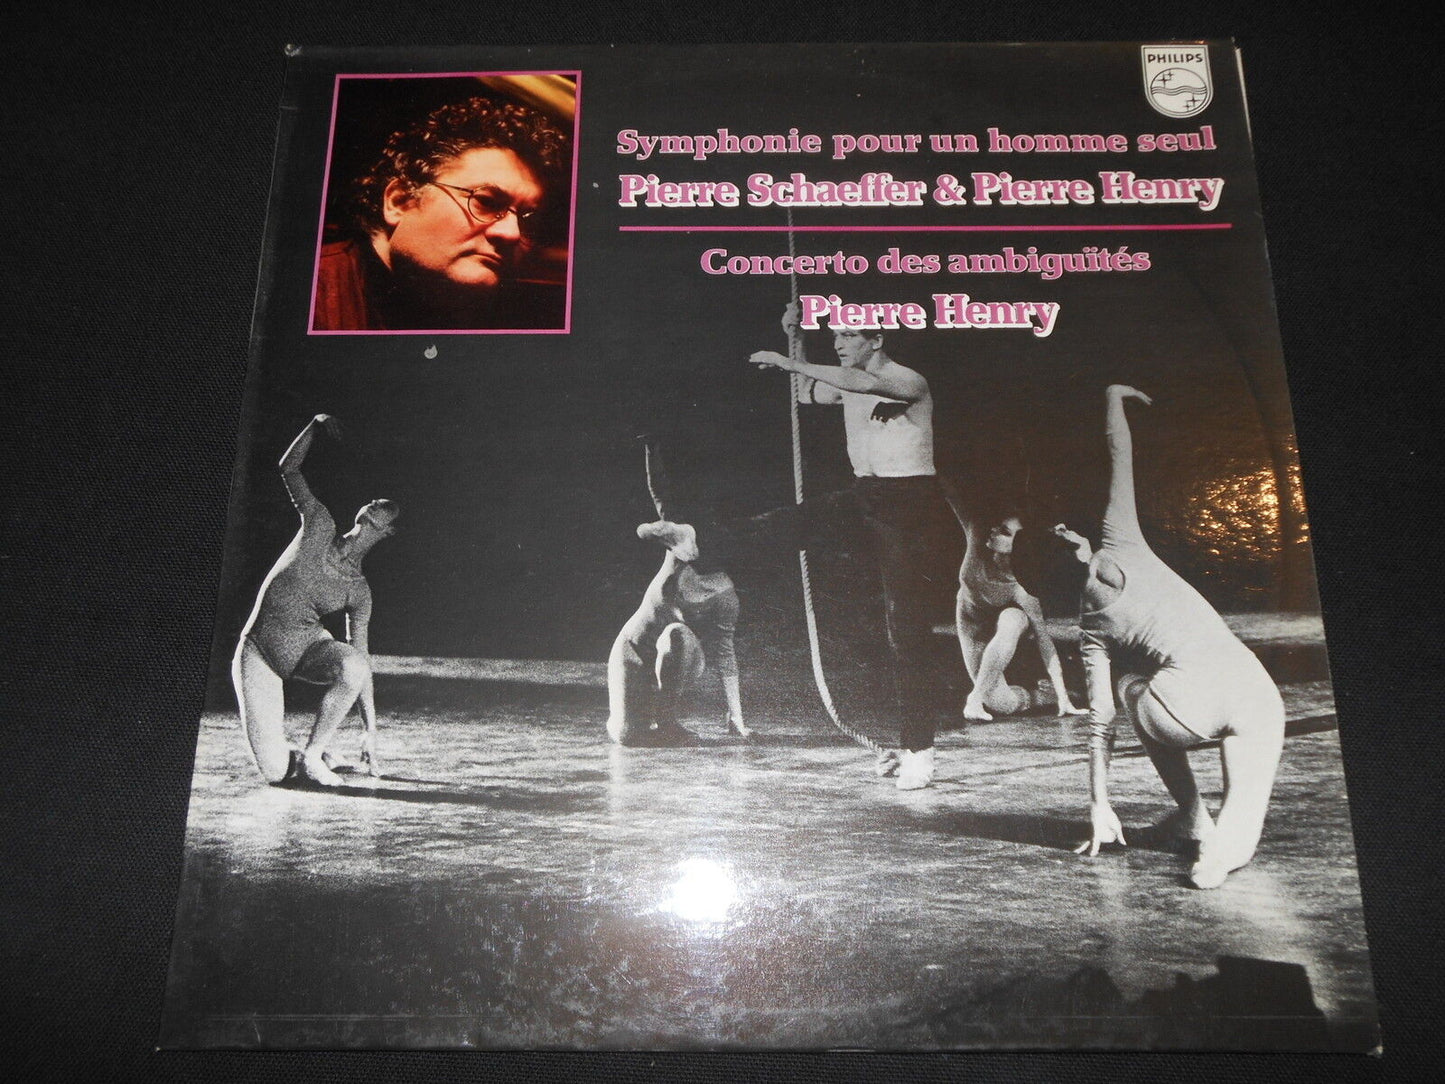 PHILIPS
Symphonie pour un homme seul
Pierre Schaeffer & Pierre Henry
Concerto des ambiguïtés
Pierre Henry